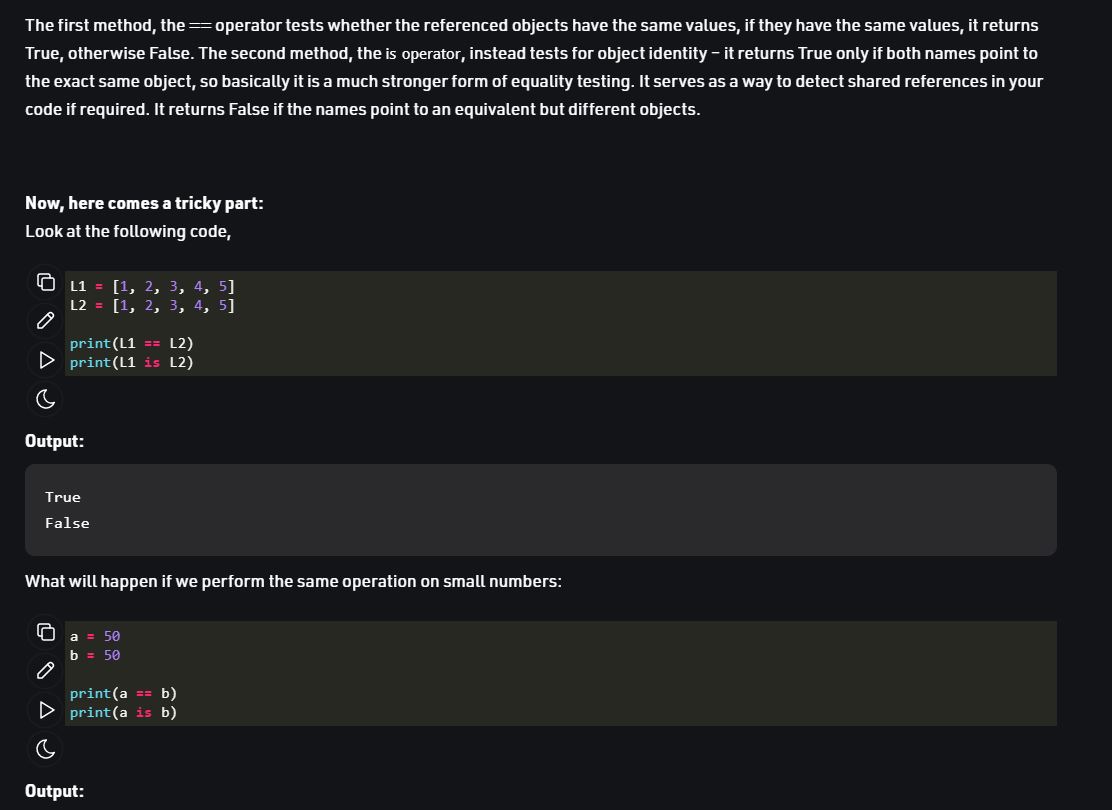 The first method, the == operator tests whether the referenced objects have the same values, if they have the same values, it returns
True, otherwise False. The second method, the is operator, instead tests for object identity – it returns True only if both names point to
the exact same object, so basically it is a much stronger form of equality testing. It serves as a way to detect shared references in your
code if required. It returns False if the names point to an equivalent but different objects.
Now, here comes a tricky part:
Look at the following code,
L1 = [1, 2, 3, 4, 5]
L2 = [1, 2, 3, 4, 5]
print(L1 == L2)
print(L1 is L2)
Output:
True
False
What will happen if we perform the same operation on small numbers:
a = 50
b = 50
print(a == b)
print(a is b)
Output: